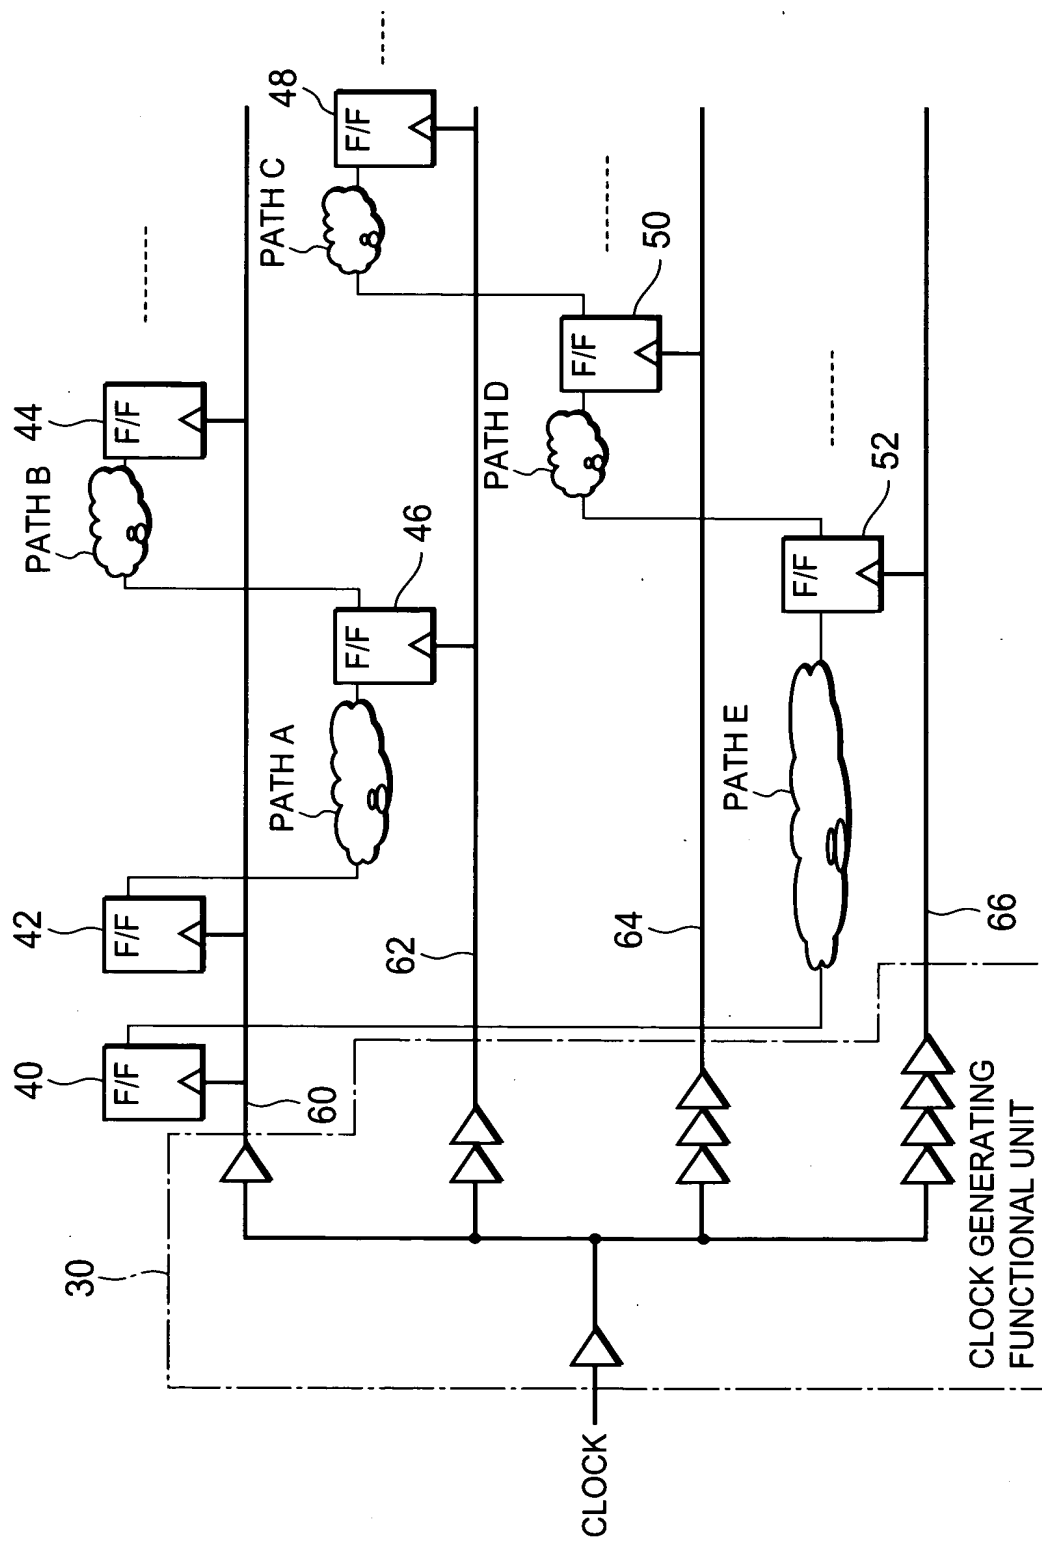 40
F/F
42
F/F
PATH B
44
F/F
30
60
PATH A
46
F/F
PATH C
48
F/F
62
PATH D
50
F/F
64
PATH E
52
F/F
66
CLOCK
CLOCK GENERATING
FUNCTIONAL UNIT